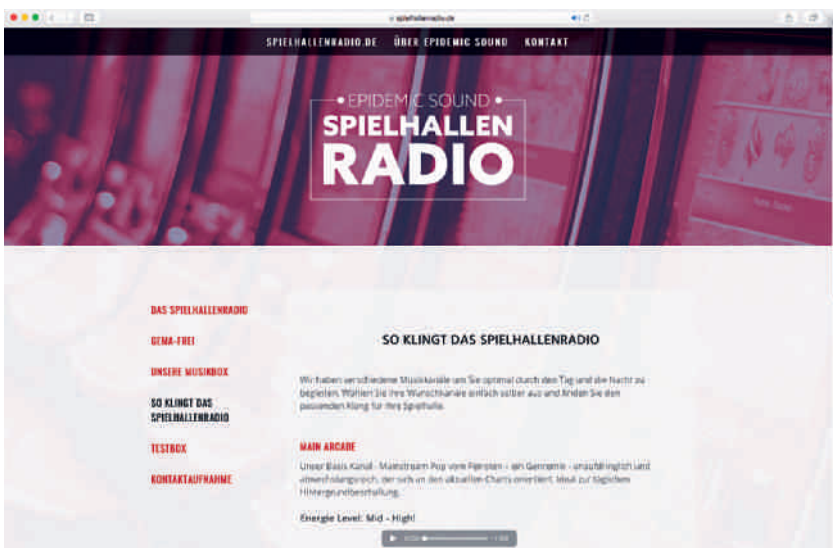 spielhallenradio.de
SPIELHALLENRADIO.DE ÜBER EPIDEMIC SOUND KONTAKT
EPIDEMIC SOUND
SPIELHALLEN
RADIO
DAS SPIELHALLENRADIO
GEMA-FREI
UNSERE MUSIKBOX
SO KLINGT DAS
SPIELHALLENRADIO
TESTBOX
KONTAKTAUFNAHME
SO KLINGT DAS SPIELHALLENRADIO
Wir haben verschiedene Musikkanäle um Sie optimal durch den Tag und die Nacht zu
begleiten. Wählen Sie Ihre Wunschkanäle einfach selber aus und finden Sie den
passenden Klang für Ihre Spielhalle.
MAIN ARCADE
Unser Basis Kanal - Mainstream Pop vom Feinsten - ein Genremix - unaufdringlich und
abwechslungsreich, der sich an den aktuellen Charts orientiert. Ideal zur täglichen
Hintergrundbeschallung.
Energie Level: Mid - High!